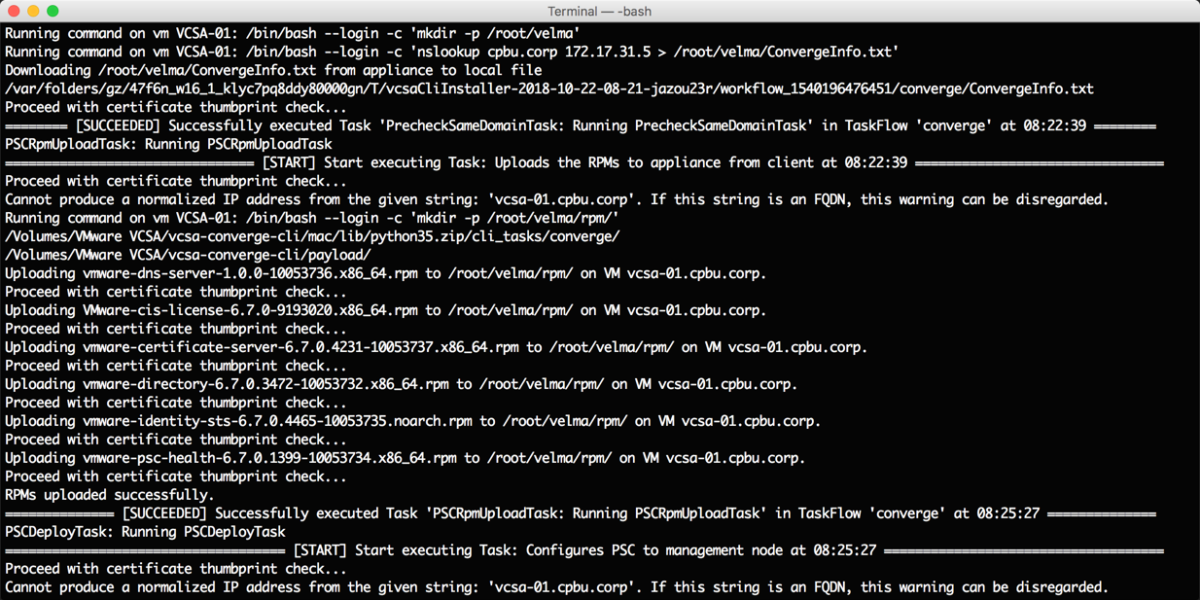 Terminal — -bash
Running command on vm VCSA-01: /bin/bash --login -c 'mkdir -p /root/velma'
Running command on vm VCSA-01: /bin/bash --login -c 'nslookup cpbu.corp 172.17.31.5 > /root/velma/ConvergeInfo.txt'
Downloading /root/velma/ConvergeInfo.txt from appliance to local file
/var/folders/gz/47f6n_w16_1_klyc7pq8ddy80000gn/T/vcsaCliInstaller-2018-10-22-08-21-jazou23r/workflow_1540196476451/converge/ConvergeInfo.txt
Proceed with certificate thumbprint check...
======== [SUCCEEDED] Successfully executed Task 'PrecheckSameDomainTask: Running PrecheckSameDomainTask' in TaskFlow 'converge' at 08:22:39 ========
PSCRpmUploadTask: Running PSCRpmUploadTask
================================ [START] Start executing Task: Uploads the RPMs to appliance from client at 08:22:39 ================================
Proceed with certificate thumbprint check...
Cannot produce a normalized IP address from the given string: 'vcsa-01.cpbu.corp'. If this string is an FQDN, this warning can be disregarded.
Running command on vm VCSA-01: /bin/bash --login -c 'mkdir -p /root/velma/rpm/'
/Volumes/VMware VCSA/vcsa-converge-cli/mac/lib/python35.zip/cli_tasks/converge/
/Volumes/VMware VCSA/vcsa-converge-cli/payload/
Uploading vmware-dns-server-1.0.0-10053736.x86_64.rpm to /root/velma/rpm/ on VM vcsa-01.cpbu.corp.
Proceed with certificate thumbprint check...
Uploading VMware-cis-license-6.7.0-9193020.x86_64.rpm to /root/velma/rpm/ on VM vcsa-01.cpbu.corp.
Proceed with certificate thumbprint check...
Uploading vmware-certificate-server-6.7.0.4231-10053737.x86_64.rpm to /root/velma/rpm/ on VM vcsa-01.cpbu.corp.
Proceed with certificate thumbprint check...
Uploading vmware-directory-6.7.0.3472-10053732.x86_64.rpm to /root/velma/rpm/ on VM vcsa-01.cpbu.corp.
Proceed with certificate thumbprint check...
Uploading vmware-identity-sts-6.7.0.4465-10053735.noarch.rpm to /root/velma/rpm/ on VM vcsa-01.cpbu.corp.
Proceed with certificate thumbprint check...
Uploading vmware-psc-health-6.7.0.1399-10053734.x86_64.rpm to /root/velma/rpm/ on VM vcsa-01.cpbu.corp.
Proceed with certificate thumbprint check...
RPMs uploaded successfully.
============== [SUCCEEDED] Successfully executed Task 'PSCRpmUploadTask: Running PSCRpmUploadTask' in TaskFlow 'converge' at 08:25:27 ==============
PSCDeployTask: Running PSCDeployTask
==================================== [START] Start executing Task: Configures PSC to management node at 08:25:27 ====================================
Proceed with certificate thumbprint check...
Cannot produce a normalized IP address from the given string: 'vcsa-01.cpbu.corp'. If this string is an FQDN, this warning can be disregarded.